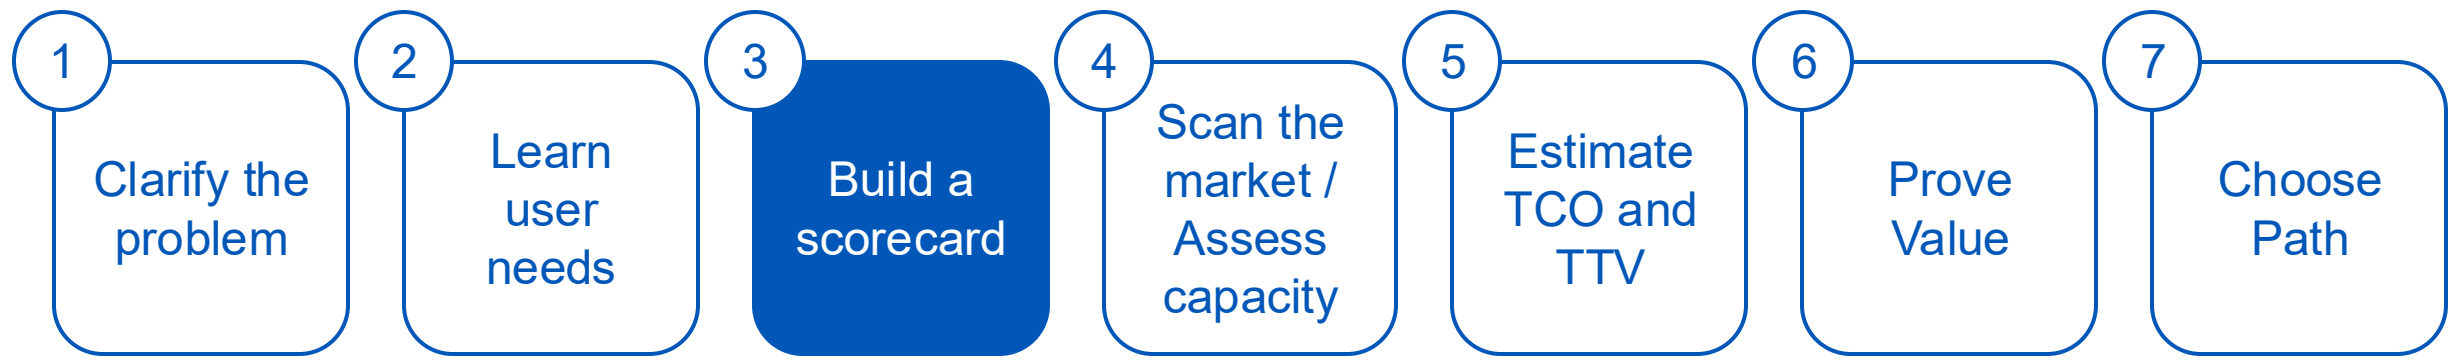 1
Clarify the
problem
2
Learn
user
needs
3
Build a
scorecard
4
Scan the
market /
Assess
capacity
5
Estimate
TCO and
TTV
6
Prove
Value
7
Choose
Path